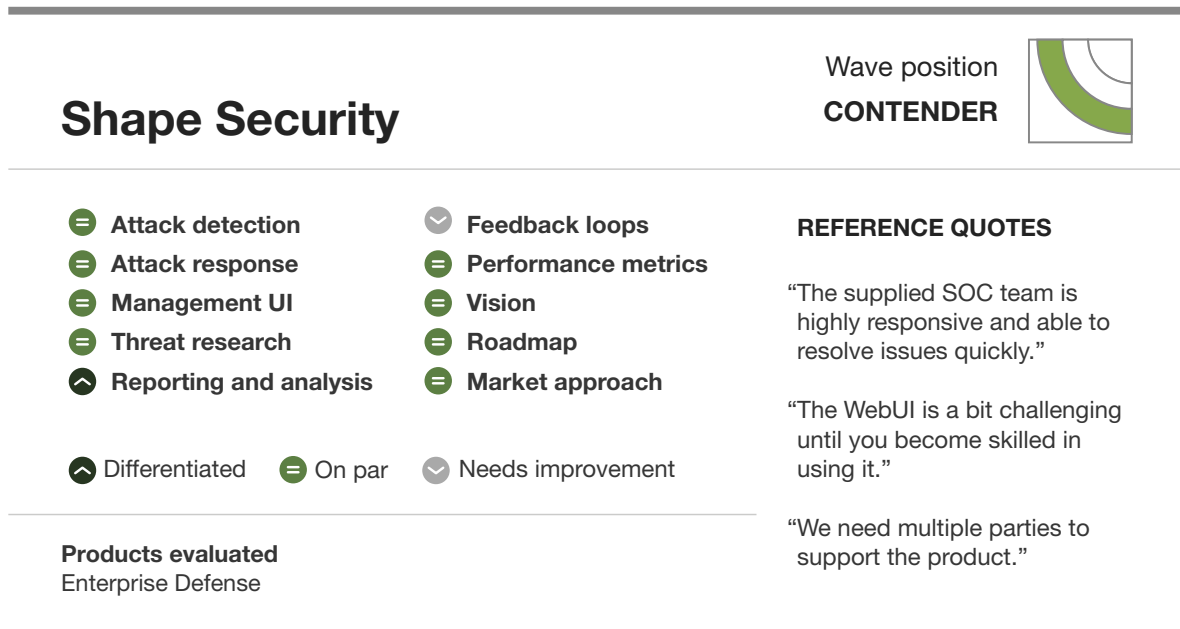 Wave position
CONTENDER
Shape Security
Attack detection
Attack response
Management UI
Threat research
Reporting and analysis
Feedback loops
Performance metrics
Vision
Roadmap
Market approach
Differentiated
On par
Needs improvement
Products evaluated
Enterprise Defense
REFERENCE QUOTES
“The supplied SOC team is
highly responsive and able to
resolve issues quickly.”
“The WebUI is a bit challenging
until you become skilled in
using it.”
“We need multiple parties to
support the product.”